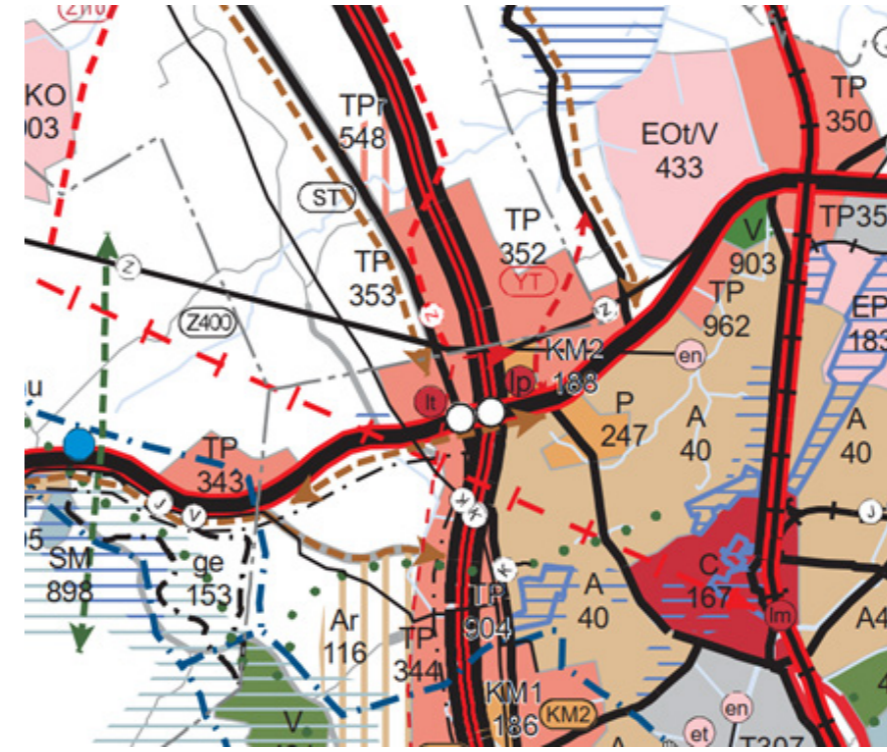 KO
TPr
548
TP
350
EOt/V
433
ST
TP
352
TP35
V
903
TP
353
YT
Z
Z
Z
Z400
TP
962
EP
183
KM2
188
en
lt
lp
P
247
A
40
A
40
TP
343
J
V
K
K
J
SM
898
ge
153
K
C
167
A
40
TP
904
lm
Ar
116
TP
344
A4
KM1
186
KM2
V
en
et
T307
A